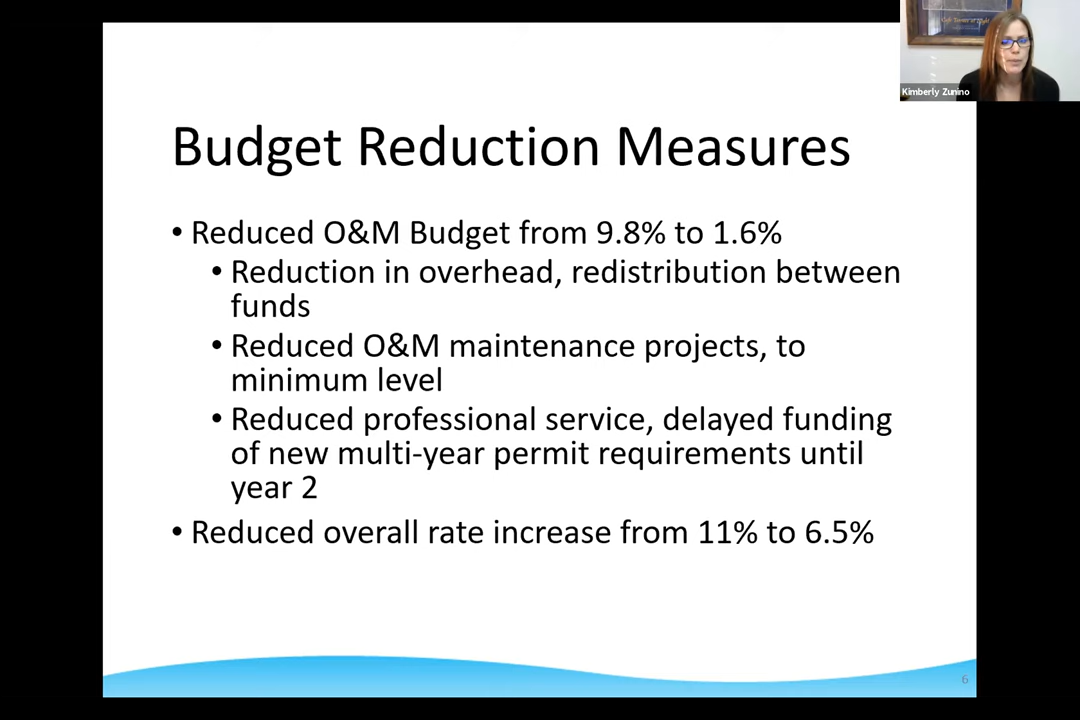 Kimberly Zunino
Budget Reduction Measures
• Reduced O&M Budget from 9.8% to 1.6%
• Reduction in overhead, redistribution between
funds
• Reduced O&M maintenance projects, to
minimum level
• Reduced professional service, delayed funding
of new multi-year permit requirements until
year 2
• Reduced overall rate increase from 11% to 6.5%
6